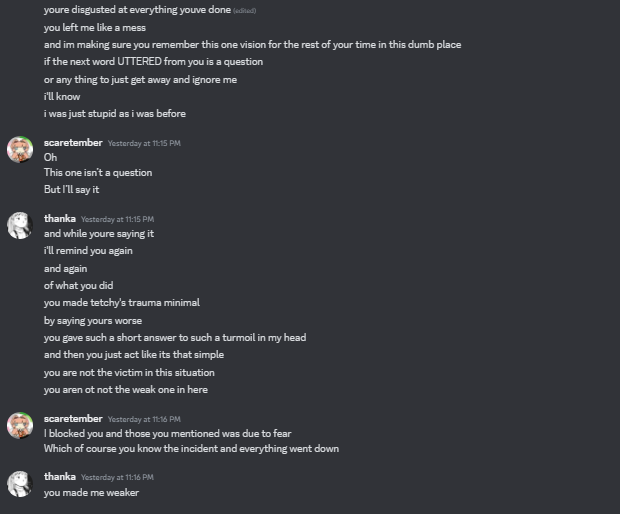 youre disgusted at everything youve done (edited)
you left me like a mess
and im making sure you remember this one vision for the rest of your time in this dumb place
if the next word UTTERED from you is a question
or any thing to just get away and ignore me
i'll know
i was just stupid as i was before
scaretember Yesterday at 11:15 PM
Oh
This one isn't a question
But I'll say it
thanka Yesterday at 11:15 PM
and while youre saying it
i'll remind you again
and again
of what you did
you made tetchy's trauma minimal
by saying yours worse
you gave such a short answer to such a turmoil in my head
and then you just act like its that simple
you are not the victim in this situation
you aren ot not the weak one in here
scaretember Yesterday at 11:16 PM
I blocked you and those you mentioned was due to fear
Which of course you know the incident and everything went down
thanka Yesterday at 11:16 PM
you made me weaker